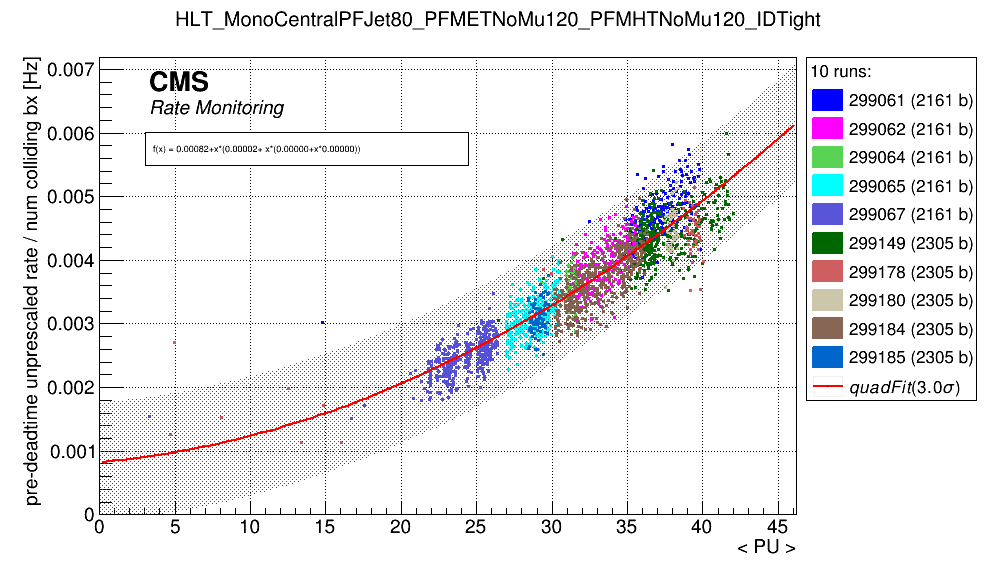 HLT_MonoCentralPFJet80_PFMETNoMu120_PFMHTNoMu120_IDTight
pre-deadtime unprescaled rate / num colliding bx [Hz]
0.007
0.006
0.005
0.004
0.003
0.002
0.001
0
CMS
Rate Monitoring
f(x) = 0.00082+x*(0.00002+ x*(0.00000+x*0.00000))
0 5 10 15 20 25 30 35 40 45
< PU >
10 runs:
299061 (2161 b)
299062 (2161 b)
299064 (2161 b)
299065 (2161 b)
299067 (2161 b)
299149 (2305 b)
299178 (2305 b)
299180 (2305 b)
299184 (2305 b)
299185 (2305 b)
quadFit(3.0σ)